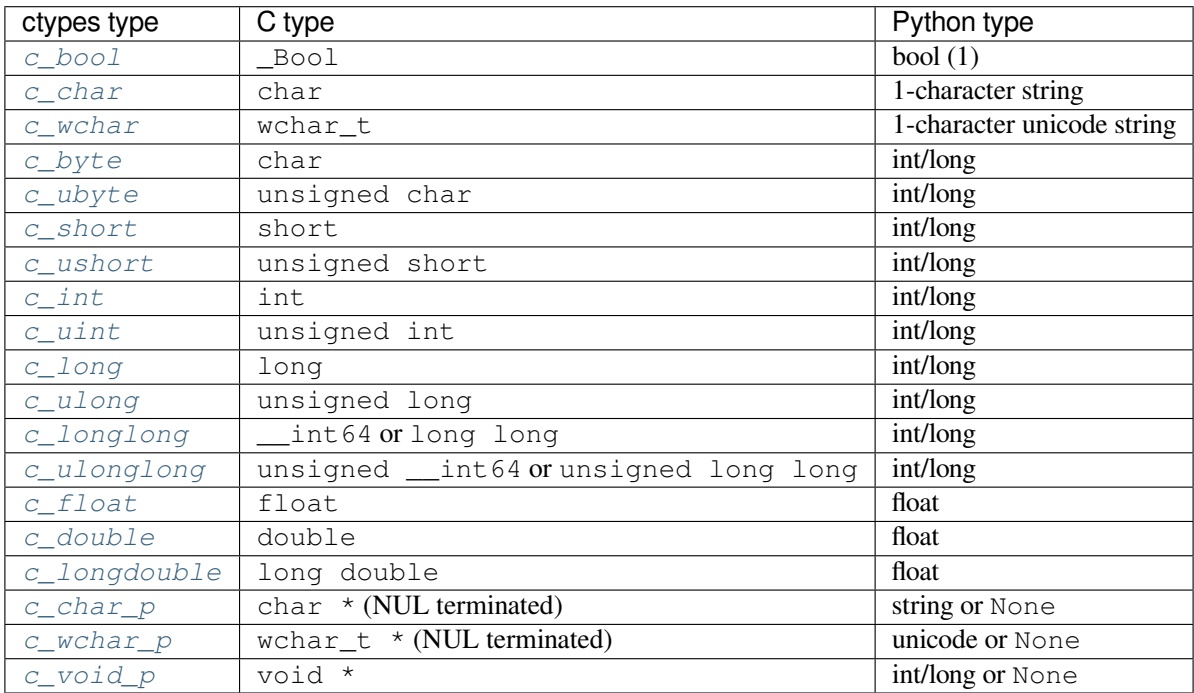 ctypes type C type Python type
c_bool _Bool bool (1)
c_char char 1-character string
c_wchar wchar_t 1-character unicode string
c_byte char int/long
c_ubyte unsigned char int/long
c_short short int/long
c_ushort unsigned short int/long
c_int int int/long
c_uint unsigned int int/long
c_long long int/long
c_ulong unsigned long int/long
c_longlong __int64 or long long int/long
c_ulonglong unsigned __int64 or unsigned long long int/long
c_float float float
c_double double float
c_longdouble long double float
c_char_p char * (NUL terminated) string or None
c_wchar_p wchar_t * (NUL terminated) unicode or None
c_void_p void * int/long or None